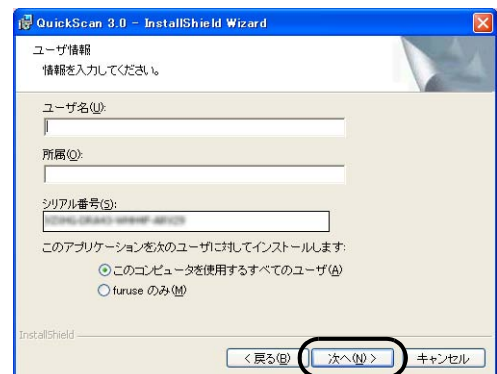 QuickScan 3.0 - InstallShield Wizard
ユーザ情報
情報を入力してください。
ユーザ名(U):
所属(O):
シリアル番号(S):
このアプリケーションを次のユーザに対してインストールします:
このコンピュータを使用するすべてのユーザ(A)
furuse のみ(M)
InstallShield
< 戻る(B)
次へ(N) >
キャンセル